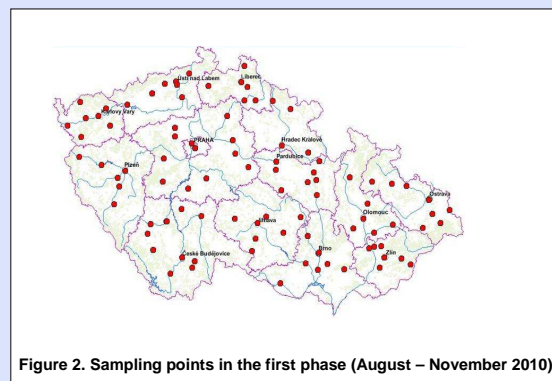 Ústí nad Labem
Liberec
Karlovy Vary
PRAHA
Hradec Králové
Pardubice
Plzeň
Ostrava
Olomouc
Jihlava
Brno
Zlín
České Budějovice
Figure 2. Sampling points in the first phase (August – November 2010)